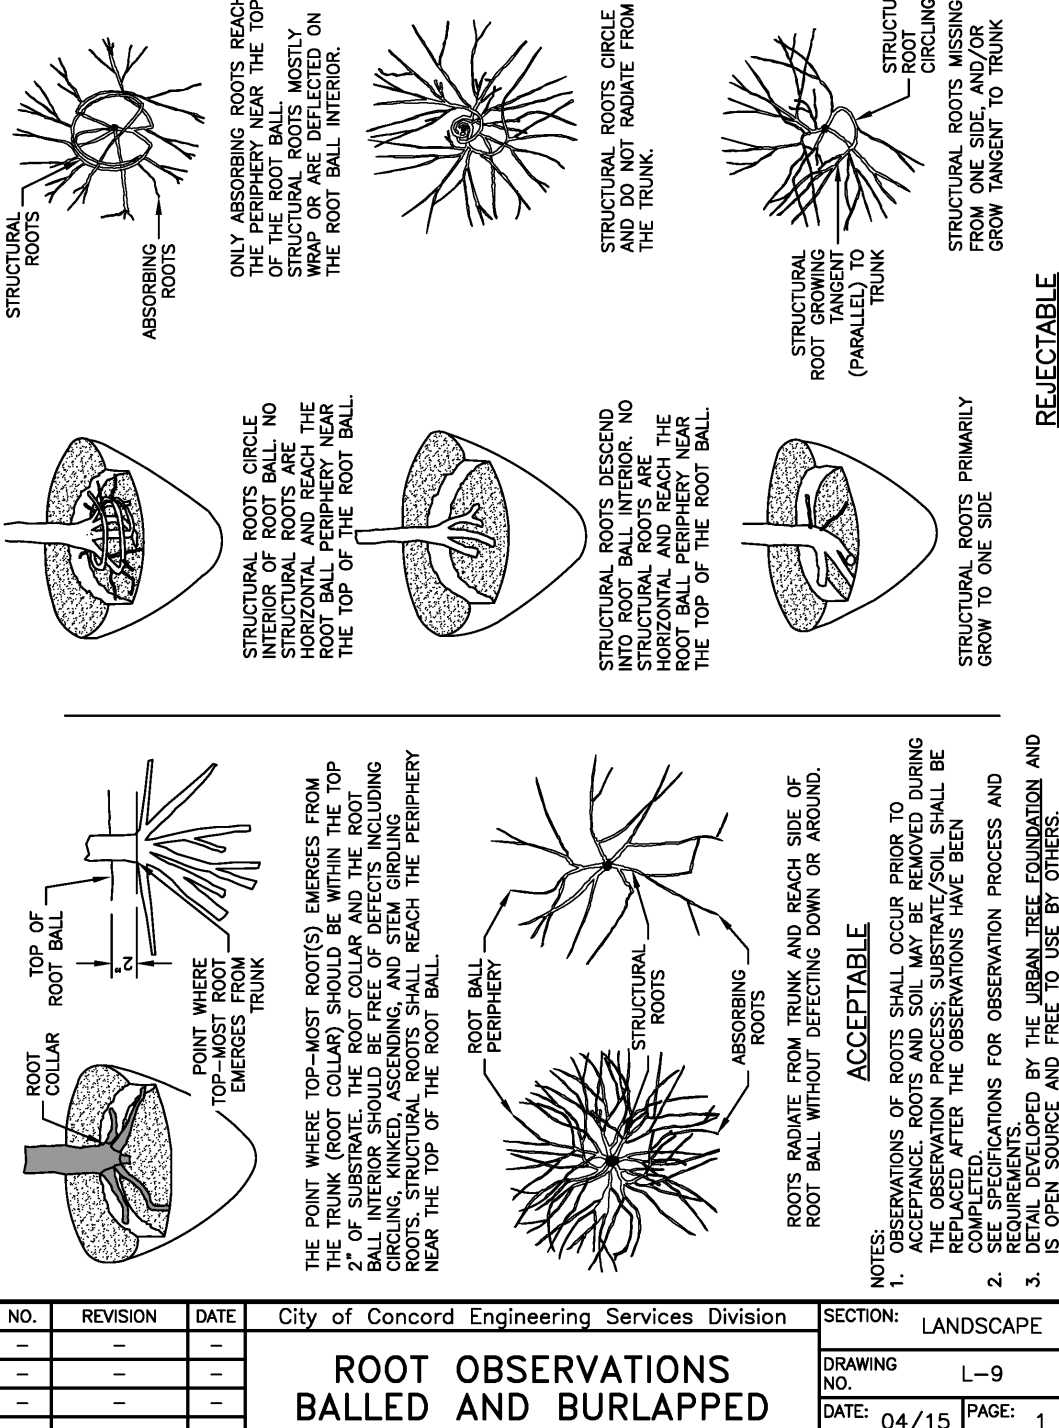 STRUCTURAL
ROOTS
ABSORBING
ROOTS
ONLY ABSORBING ROOTS REACH
THE PERIPHERY NEAR THE TOP
OF THE ROOT BALL.
STRUCTURAL ROOTS MOSTLY
WRAP OR ARE DEFLECTED ON
THE ROOT BALL INTERIOR.
STRUCTURAL ROOTS CIRCLE
AND DO NOT RADIATE FROM
THE TRUNK.
ROOT
CIRCLING
STRUCTURAL
ROOT GROWING
TANGENT
(PARALLEL) TO
TRUNK
STRUCTURAL ROOTS MISSING
FROM ONE SIDE, AND/OR
GROW TANGENT TO TRUNK
STRUCTURAL ROOTS CIRCLE
INTERIOR OF ROOT BALL. NO
STRUCTURAL ROOTS ARE
HORIZONTAL AND REACH THE
ROOT BALL PERIPHERY NEAR
THE TOP OF THE ROOT BALL.
STRUCTURAL ROOTS DESCEND
INTO ROOT BALL INTERIOR. NO
STRUCTURAL ROOTS ARE
HORIZONTAL AND REACH THE
ROOT BALL PERIPHERY NEAR
THE TOP OF THE ROOT BALL.
STRUCTURAL ROOTS PRIMARILY
GROW TO ONE SIDE
REJECTABLE
ROOT
COLLAR
TOP OF
ROOT BALL
2"
POINT WHERE
TOP-MOST ROOT
EMERGES FROM
TRUNK
THE POINT WHERE TOP-MOST ROOT(S) EMERGES FROM
THE TRUNK (ROOT COLLAR) SHOULD BE WITHIN THE TOP
2" OF SUBSTRATE. THE ROOT COLLAR AND THE ROOT
BALL INTERIOR SHOULD BE FREE OF DEFECTS INCLUDING
CIRCLING, KINKED, ASCENDING, AND STEM GIRDLING
ROOTS. STRUCTURAL ROOTS SHALL REACH THE PERIPHERY
NEAR THE TOP OF THE ROOT BALL.
ROOT BALL
PERIPHERY
STRUCTURAL
ROOTS
ABSORBING
ROOTS
ROOTS RADIATE FROM TRUNK AND REACH SIDE OF
ROOT BALL WITHOUT DEFECTING DOWN OR AROUND.
ACCEPTABLE
NOTES:
1. OBSERVATIONS OF ROOTS SHALL OCCUR PRIOR TO
ACCEPTANCE. ROOTS AND SOIL MAY BE REMOVED DURING
THE OBSERVATION PROCESS; SUBSTRATE/SOIL SHALL BE
REPLACED AFTER THE OBSERVATIONS HAVE BEEN
COMPLETED.
2. SEE SPECIFICATIONS FOR OBSERVATION PROCESS AND
REQUIREMENTS.
3. DETAIL DEVELOPED BY THE URBAN TREE FOUNDATION AND
IS OPEN SOURCE AND FREE TO USE BY OTHERS.
NO. REVISION DATE
- - -
- - -
- - -
City of Concord Engineering Services Division
ROOT OBSERVATIONS
BALLED AND BURLAPPED
SECTION: LANDSCAPE
DRAWING
NO. L-9
DATE: 04/15 PAGE: 1